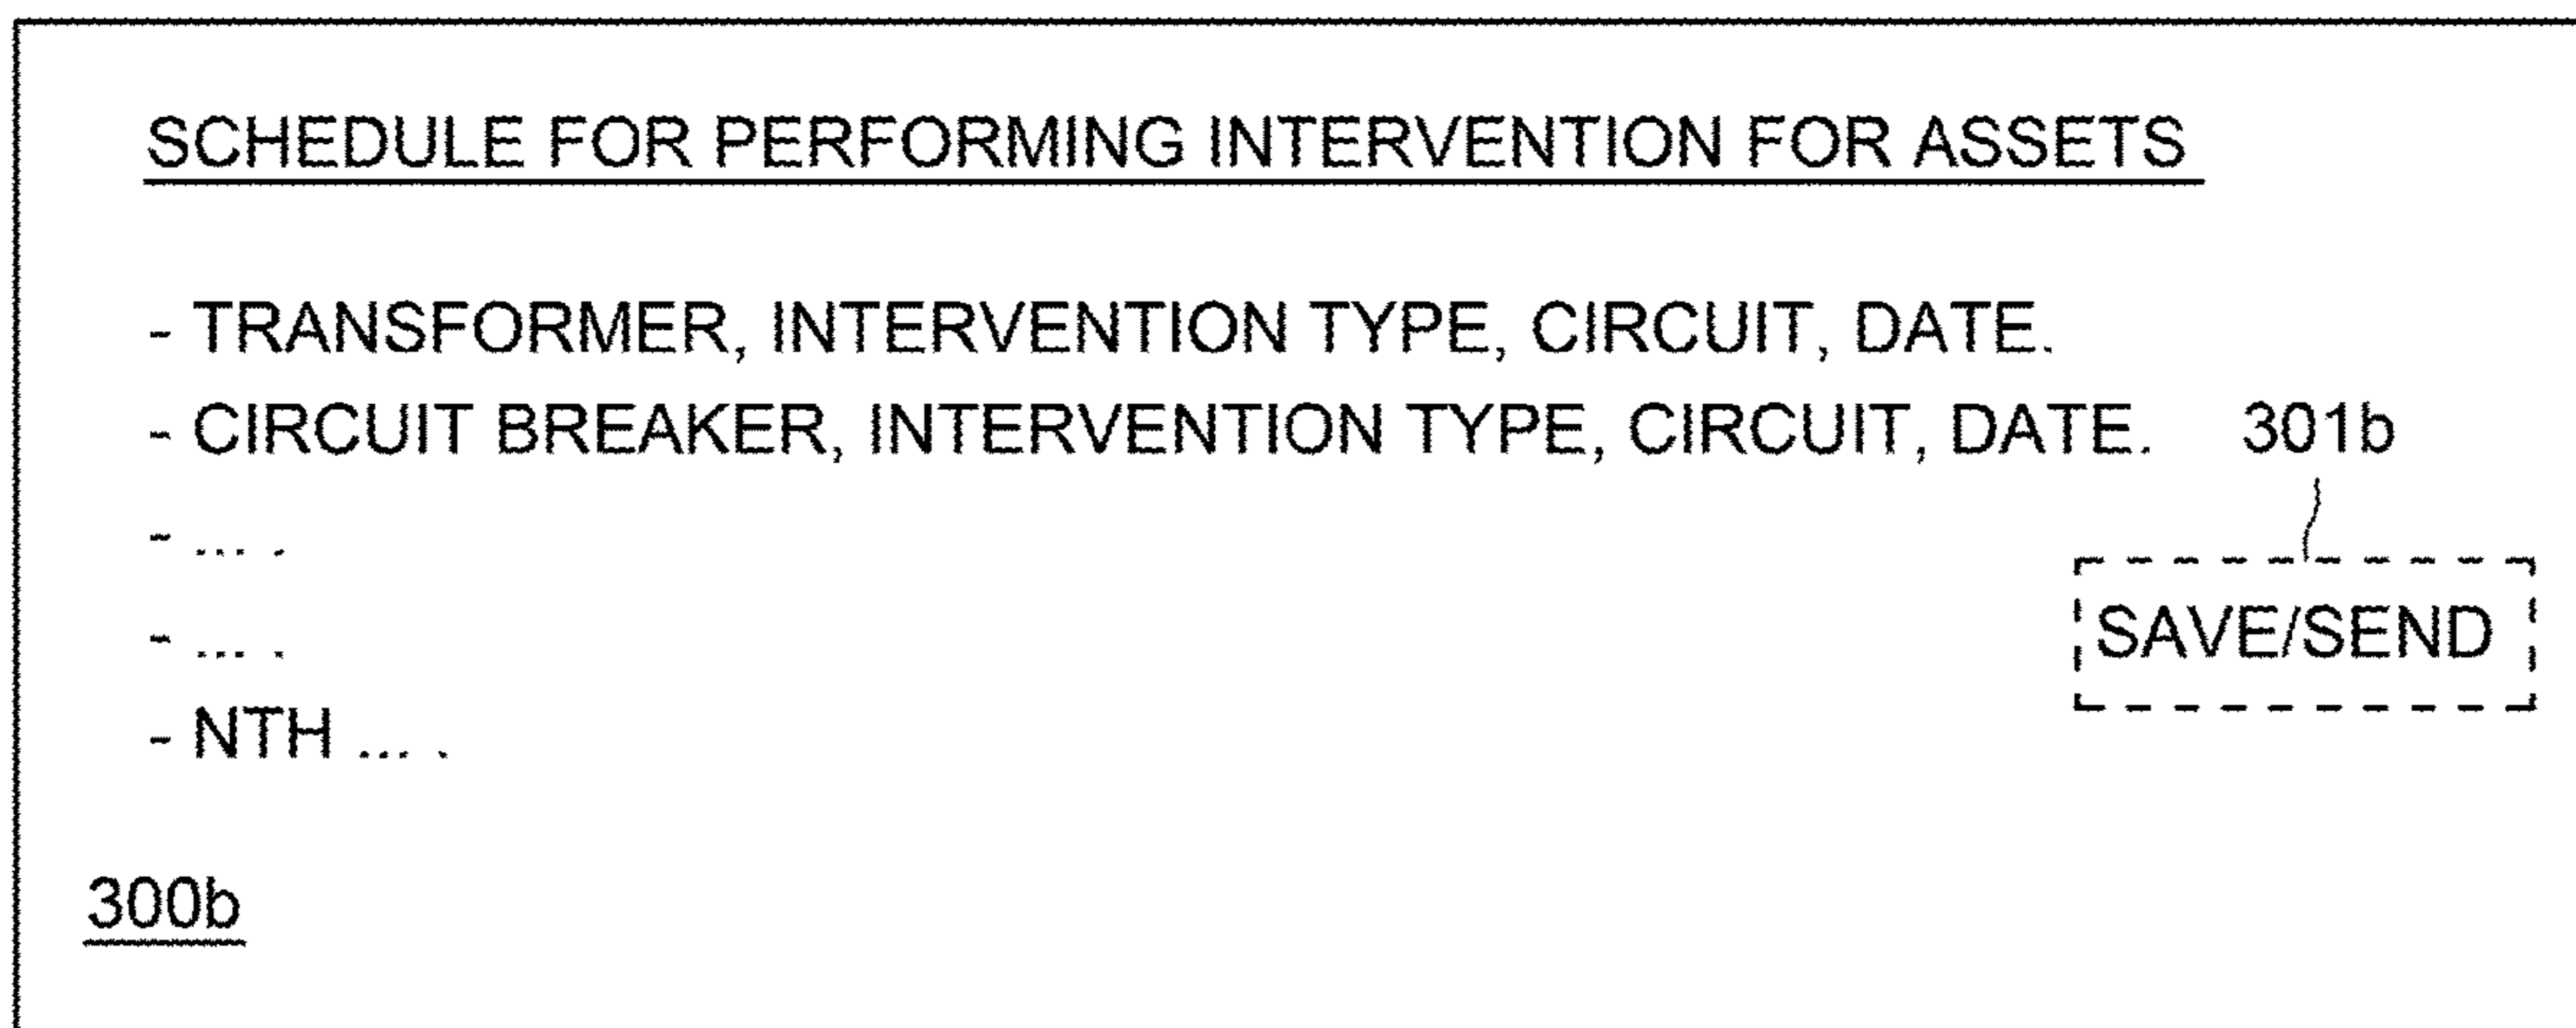 SCHEDULE FOR PERFORMING INTERVENTION FOR ASSETS
- TRANSFORMER, INTERVENTION TYPE, CIRCUIT, DATE.
- CIRCUIT BREAKER, INTERVENTION TYPE, CIRCUIT, DATE.
301b
- ... .
- ... .
SAVE/SEND
- NTH ... .
300b